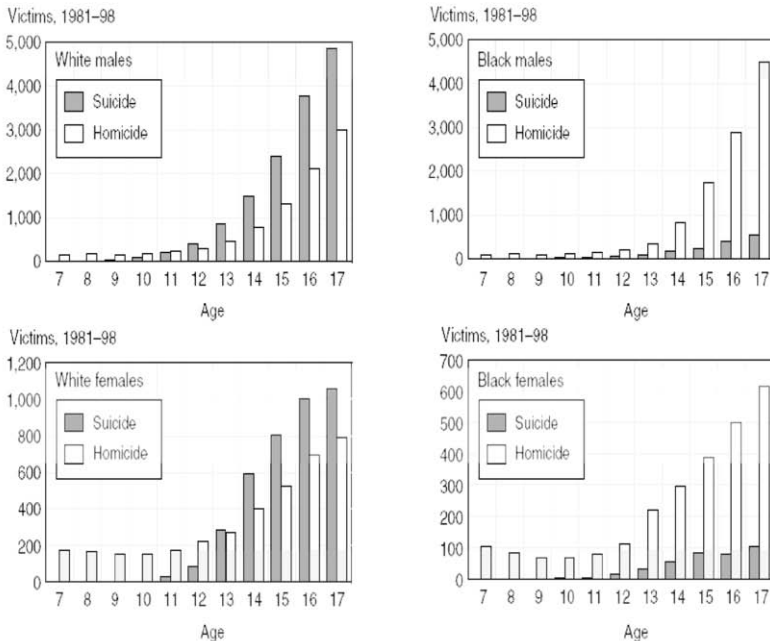 Victims, 1981–98
5,000
4,000
3,000
2,000
1,000
0
White males
Suicide
Homicide
7 8 9 10 11 12 13 14 15 16 17
Age
Victims, 1981–98
5,000
4,000
3,000
2,000
1,000
0
Black males
Suicide
Homicide
7 8 9 10 11 12 13 14 15 16 17
Age
Victims, 1981–98
1,200
1,000
800
600
400
200
0
White females
Suicide
Homicide
7 8 9 10 11 12 13 14 15 16 17
Age
Victims, 1981–98
700
600
500
400
300
200
100
0
Black females
Suicide
Homicide
7 8 9 10 11 12 13 14 15 16 17
Age